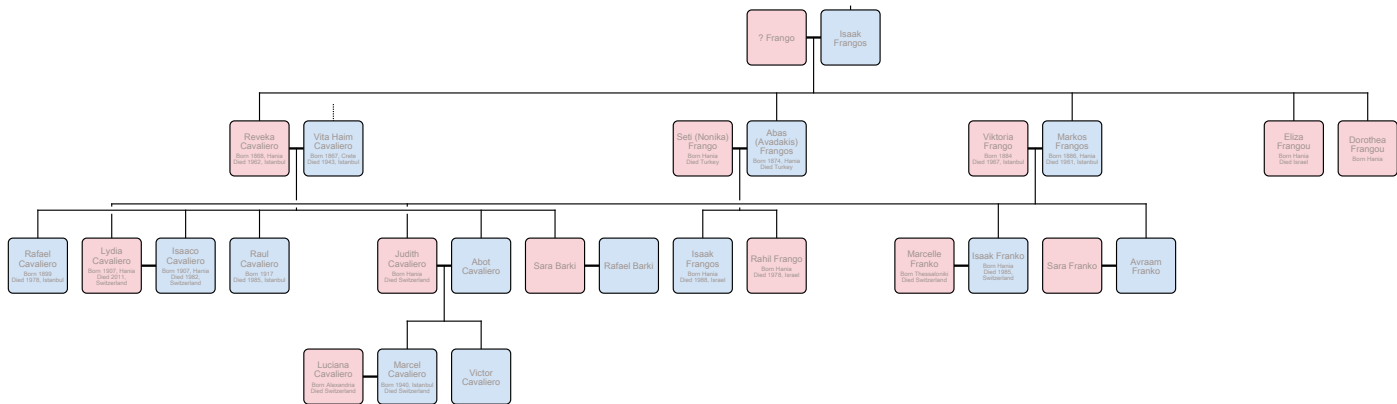 ? Frango
Isaak
Frangos
Reveka
Cavaliero
Born 1868, Hania
Died 1962, Istanbul
Vita Haim
Cavaliero
Born 1867, Crete
Died 1943, Istanbul
Seti (Nonika)
Frango
Born Hania
Died Turkey
Abas
(Avadakis)
Frangos
Born 1874, Hania
Died Turkey
Viktoria
Frango
Born 1884
Died 1967, Istanbul
Markos
Frangos
Born 1886, Hania
Died 1961, Istanbul
Eliza
Frangou
Born Hania
Died Israel
Dorothea
Frangou
Born Hania
Rafael
Cavaliero
Born 1899
Died 1978, Istanbul
Lydia
Cavaliero
Born 1907, Hania
Died 2011,
Switzerland
Isaaco
Cavaliero
Born 1907, Hania
Died 1982,
Switzerland
Raul
Cavaliero
Born 1917
Died 1985, Istanbul
Judith
Cavaliero
Born Hania
Died Switzerland
Abot
Cavaliero
Sara Barki
Rafael Barki
Isaak
Frangos
Born Hania
Died 1988, Israel
Rahil Frango
Born Hania
Died 1978, Israel
Marcelle
Franko
Born Thessaloniki
Died Switzerland
Isaak Franko
Born Hania
Died 1985,
Switzerland
Sara Franko
Avraam
Franko
Luciana
Cavaliero
Born Alexandria
Died Switzerland
Marcel
Cavaliero
Born 1940, Istanbul
Died Switzerland
Victor
Cavaliero